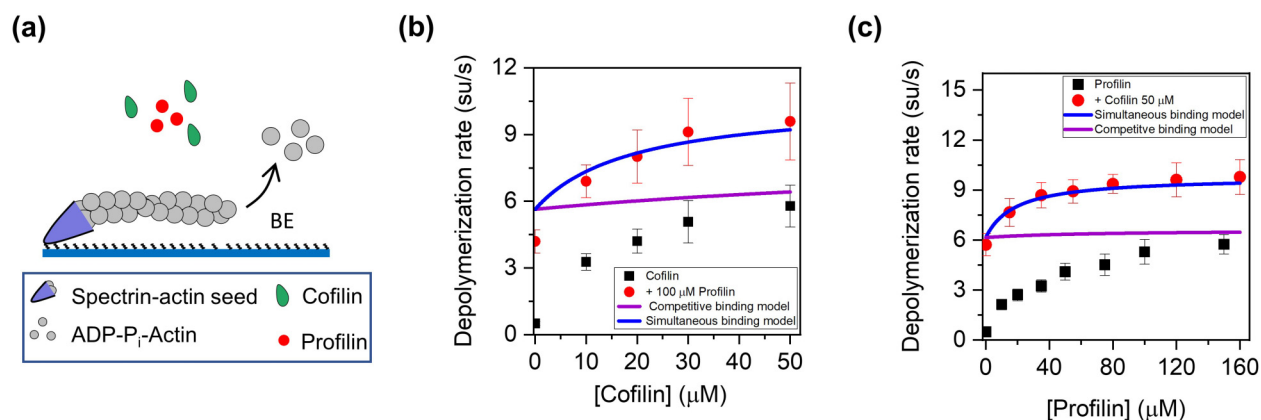 (a)
BE
Spectrin-actin seed
Cofilin
ADP-Pi-Actin
Profilin
(b)
Depolymerization rate (su/s)
12
9
6
3
0
Cofilin
+ 100 μM Profilin
Competitive binding model
Simultaneous binding model
0 10 20 30 40 50
[Cofilin] (μM)
(c)
Depolymerization rate (su/s)
15
12
9
6
3
0
Profilin
+ Cofilin 50 μM
Simultaneous binding model
Competitive binding model
0 40 80 120 160
[Profilin] (μM)